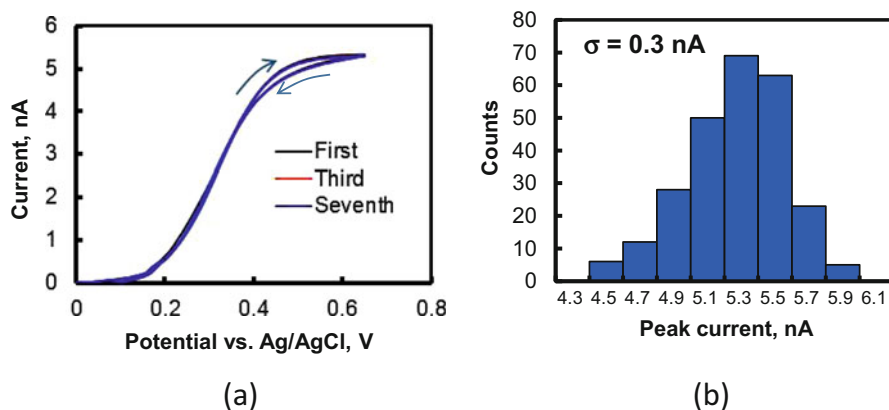 6
5
4
3
2
1
0
Current, nA
First
Third
Seventh
0 0.2 0.4 0.6 0.8
Potential vs. Ag/AgCl, V
(a)
80
70
60
50
40
30
20
10
0
Counts
σ = 0.3 nA
4.3 4.5 4.7 4.9 5.1 5.3 5.5 5.7 5.9 6.1
Peak current, nA
(b)